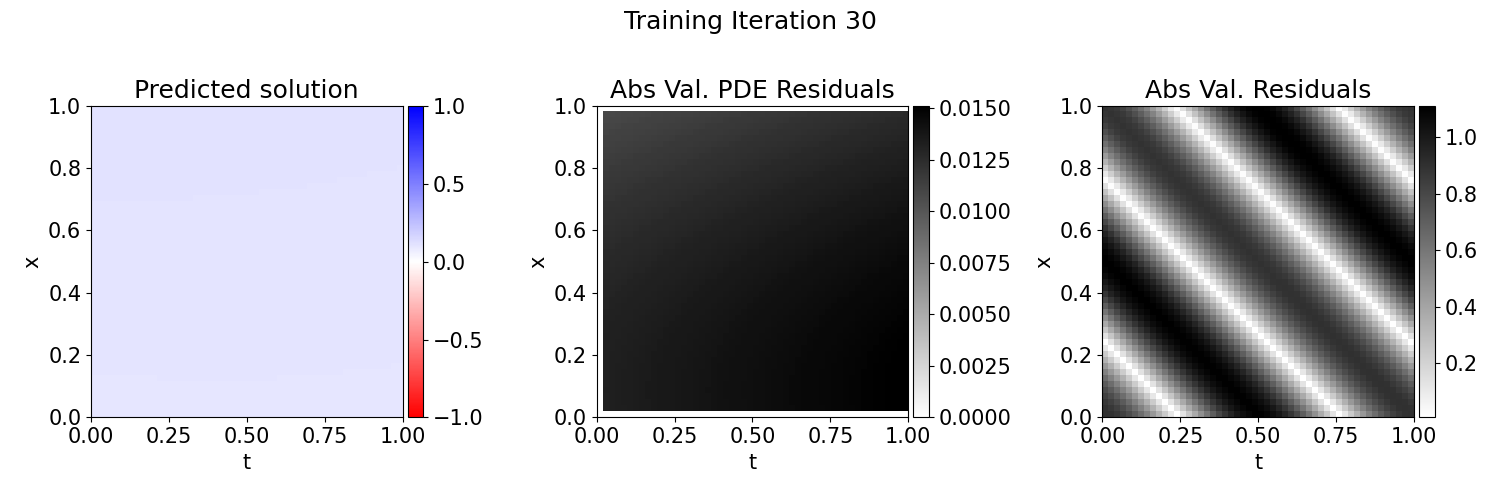 Training Iteration 30
Predicted solution
1.0
0.8
0.6
0.4
0.2
0.0
x
0.00 0.25 0.50 0.75 1.00
t
1.0
0.5
0.0
−0.5
−1.0
Abs Val. PDE Residuals
1.0
0.8
0.6
0.4
0.2
0.0
x
0.00 0.25 0.50 0.75 1.00
t
0.0150
0.0125
0.0100
0.0075
0.0050
0.0025
0.0000
Abs Val. Residuals
1.0
0.8
0.6
0.4
0.2
0.0
x
0.00 0.25 0.50 0.75 1.00
t
1.0
0.8
0.6
0.4
0.2